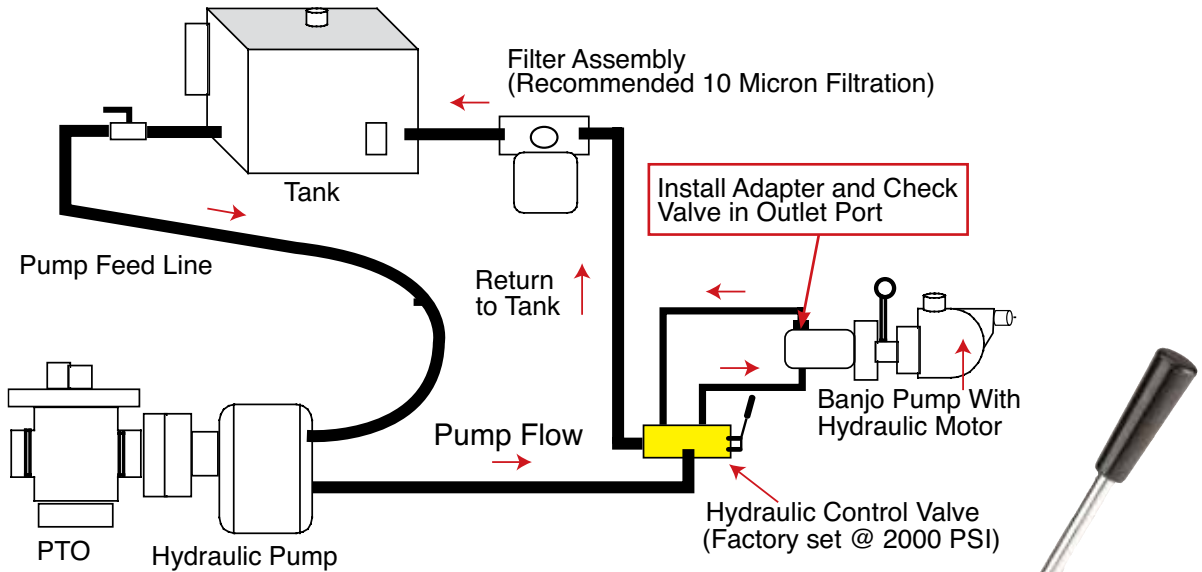 Filter Assembly
(Recommended 10 Micron Filtration)
Tank
Install Adapter and Check
Valve in Outlet Port
Pump Feed Line
Return
to Tank
Banjo Pump With
Hydraulic Motor
Pump Flow
Hydraulic Control Valve
(Factory set @ 2000 PSI)
PTO
Hydraulic Pump